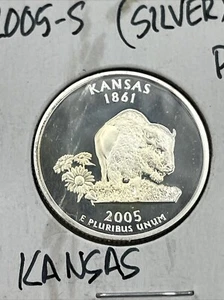 2005-S (SILVER)
KANSAS
1861
2005
E PLURIBUS UNUM
KANSAS